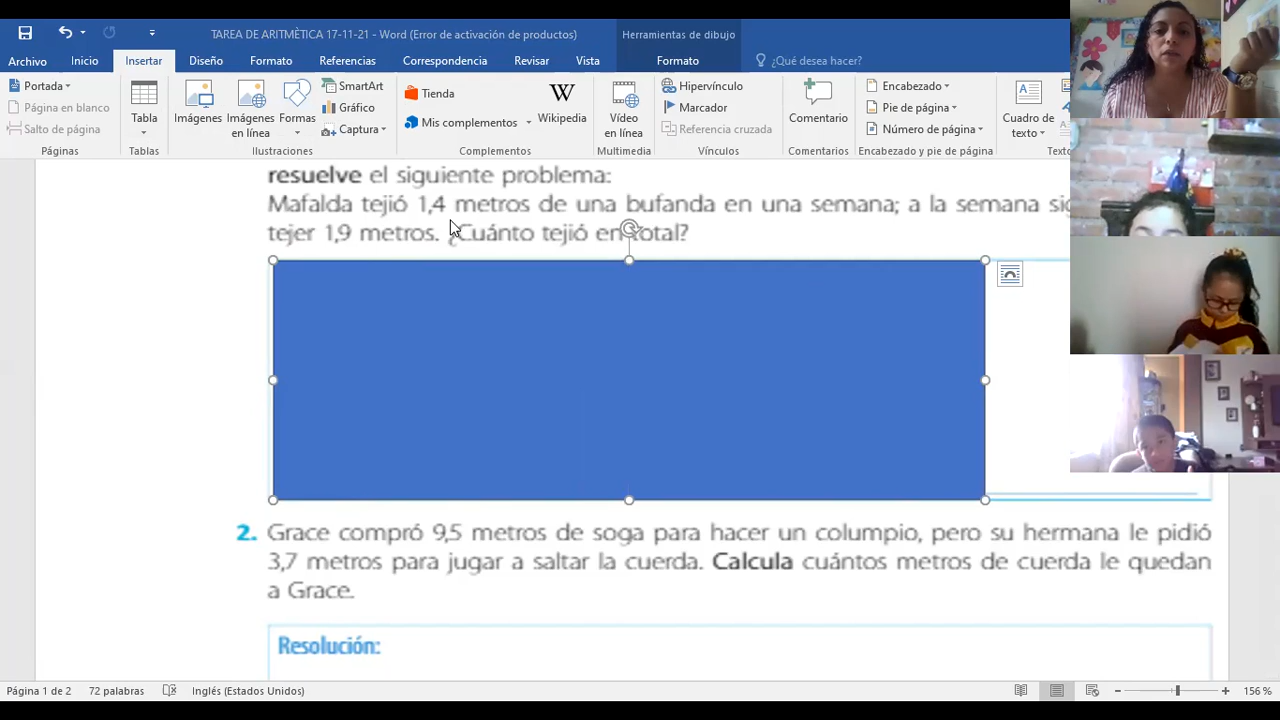 TAREA DE ARITMÈTICA 17-11-21 - Word (Error de activación de productos)
Herramientas de dibujo
Archivo Inicio Insertar Diseño Formato Referencias Correspondencia Revisar Vista Formato ¿Qué desea hacer?
Portada
Página en blanco
Salto de página
Páginas
Tabla
Tablas
Imágenes
Imágenes en línea
Formas
SmartArt
Gráfico
Captura
Ilustraciones
Tienda
Mis complementos
W
Wikipedia
Complementos
Vídeo en línea
Multimedia
Hipervínculo
Marcador
Referencia cruzada
Vínculos
Comentario
Comentarios
Encabezado
Pie de página
Número de página
Encabezado y pie de página
A
Cuadro de texto
resuelve el siguiente problema:
Mafalda tejió 1,4 metros de una bufanda en una semana; a la semana
tejer 1,9 metros. ¿Cuánto tejió en total?
2. Grace compró 9,5 metros de soga para hacer un columpio, pero su hermana le pidió
3,7 metros para jugar a saltar la cuerda. Calcula cuántos metros de cuerda le quedan
a Grace.
Resolución:
Página 1 de 2 72 palabras Inglés (Estados Unidos) 156 %